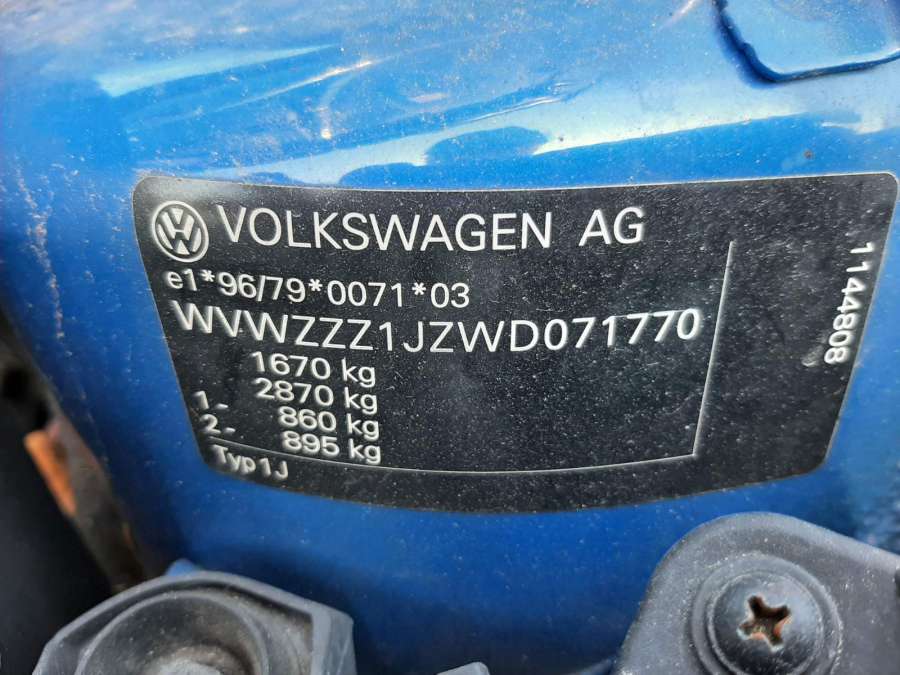 VOLKSWAGEN AG
e1*96/79*0071*03
WVWZZZ1JZWD071770
1670 kg
2870 kg
1.- 860 kg
2.- 895 kg
Typ1J
1144808